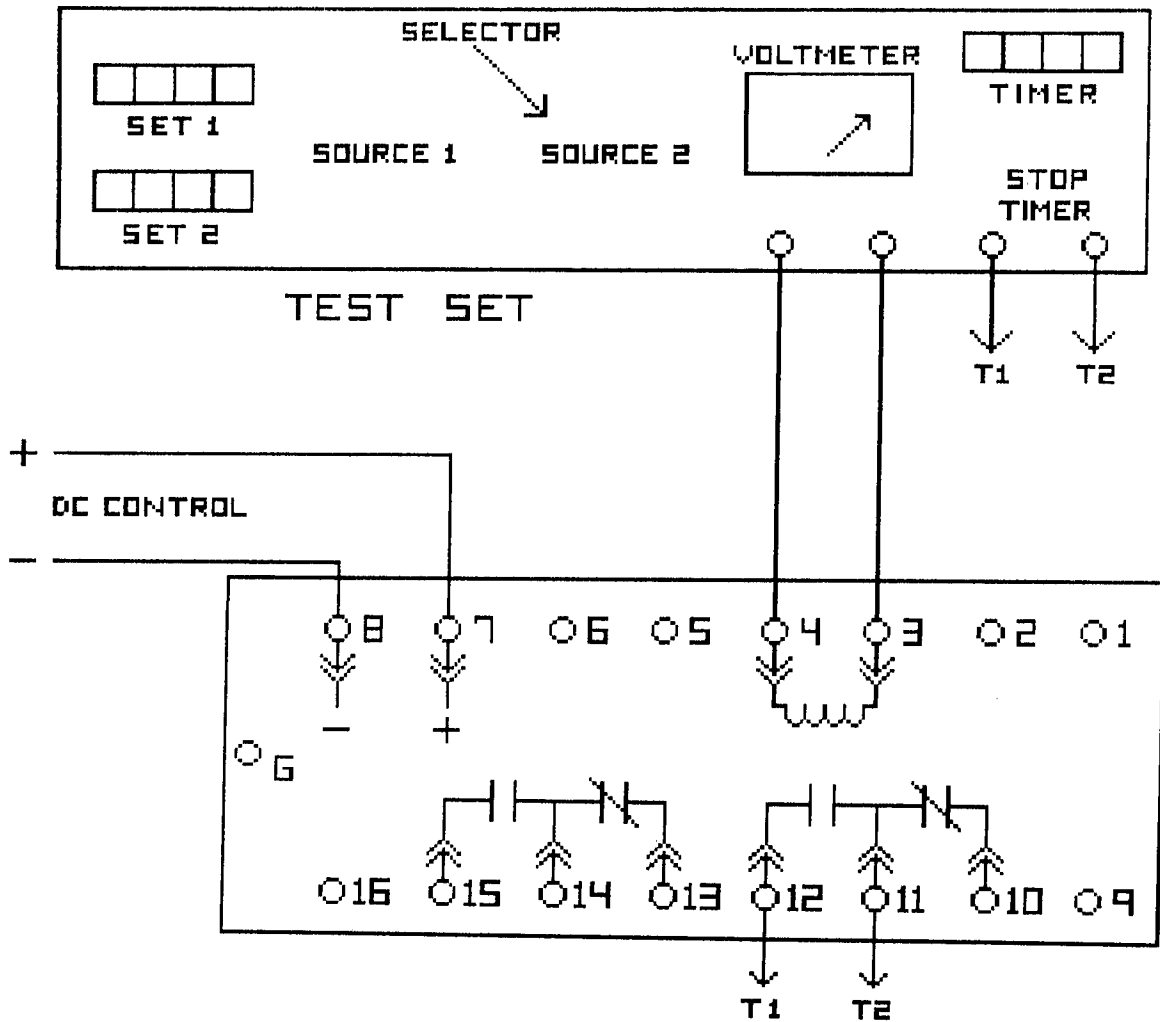 SELECTOR
VOLTMETER
TIMER
SET 1
SOURCE 1
SOURCE 2
STOP
TIMER
SET 2
TEST SET
T1
T2
+
DC CONTROL
-
8
7
6
5
4
3
2
1
-
+
G
16
15
14
13
12
11
10
9
T1
T2